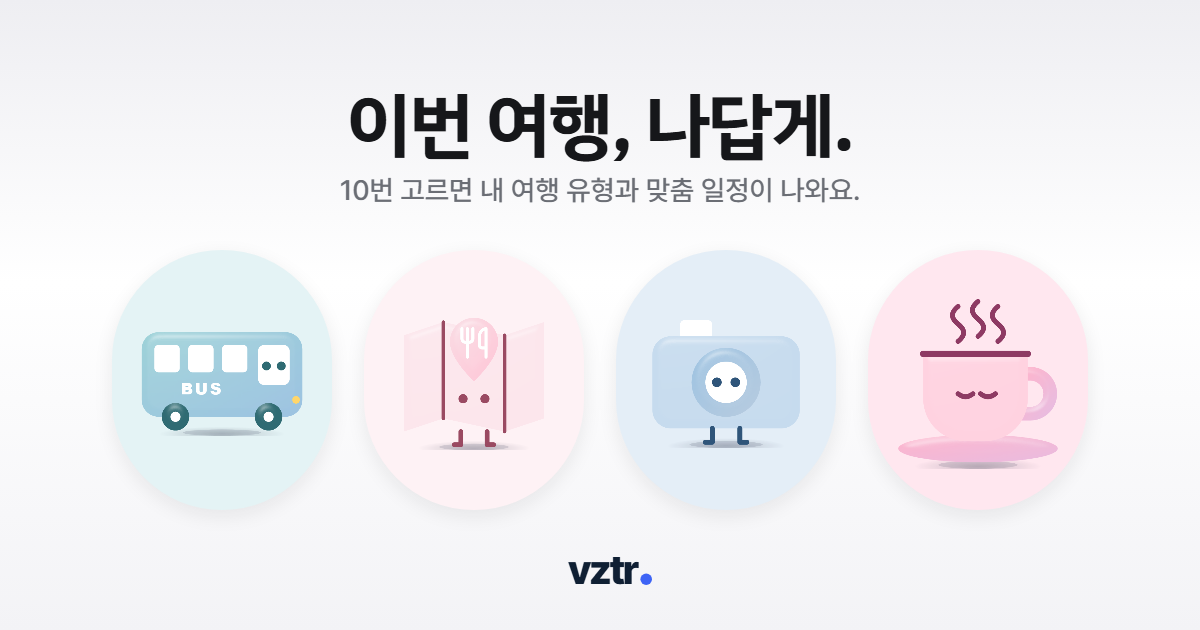 이번 여행, 나답게.
10번 고르면 내 여행 유형과 맞춤 일정이 나와요.
BUS
vztr.